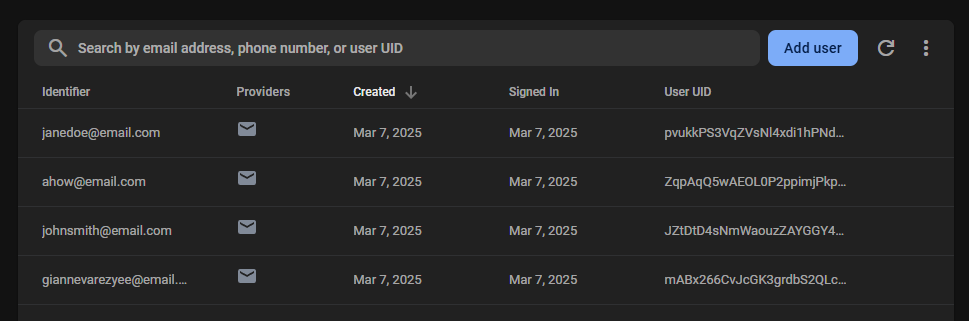 Search by email address, phone number, or user UID Add user
Identifier Providers Created Signed In User UID
janedoe@email.com Mar 7, 2025 Mar 7, 2025 pvukkPS3VqZVsNl4xdi1hPNd...
ahow@email.com Mar 7, 2025 Mar 7, 2025 ZqpAqQ5wAEOL0P2ppimjPkp...
johnsmith@email.com Mar 7, 2025 Mar 7, 2025 JZtDtD4sNmWaouzZAYGGY4...
giannevarezyee@email.... Mar 7, 2025 Mar 7, 2025 mABx266CvJcGK3grdbS2QLc...